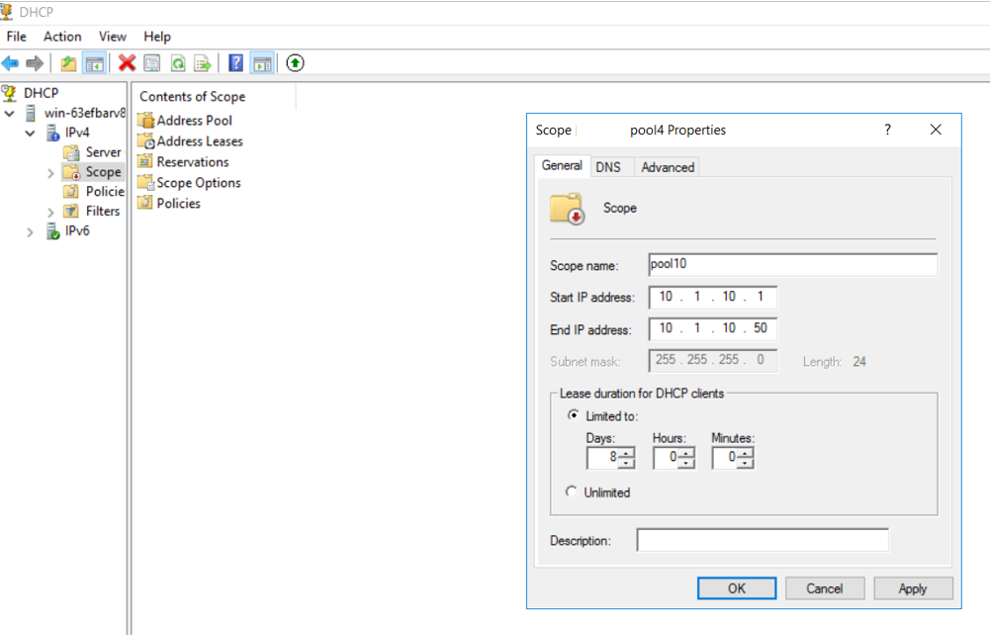 DHCP
File Action View Help
DHCP
win-63efbarv8
IPv4
Server
Scope
Policie
Filters
IPv6
Contents of Scope
Address Pool
Address Leases
Reservations
Scope Options
Policies
Scope pool4 Properties ?
General DNS Advanced
Scope
Scope name: pool10
Start IP address: 10 . 1 . 10 . 1
End IP address: 10 . 1 . 10 . 50
Subnet mask: 255 . 255 . 255 . 0 Length: 24
Lease duration for DHCP clients
Limited to:
Days: Hours: Minutes:
8 0 0
Unlimited
Description:
OK Cancel Apply